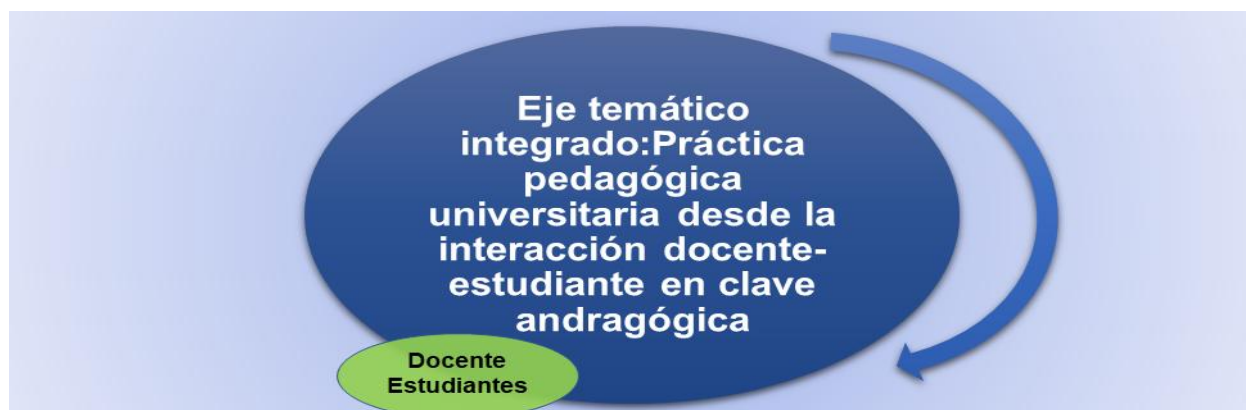 Eje temático
integrado:Práctica
pedagógica
universitaria desde la
interacción docente-
estudiante en clave
andragógica
Docente
Estudiantes